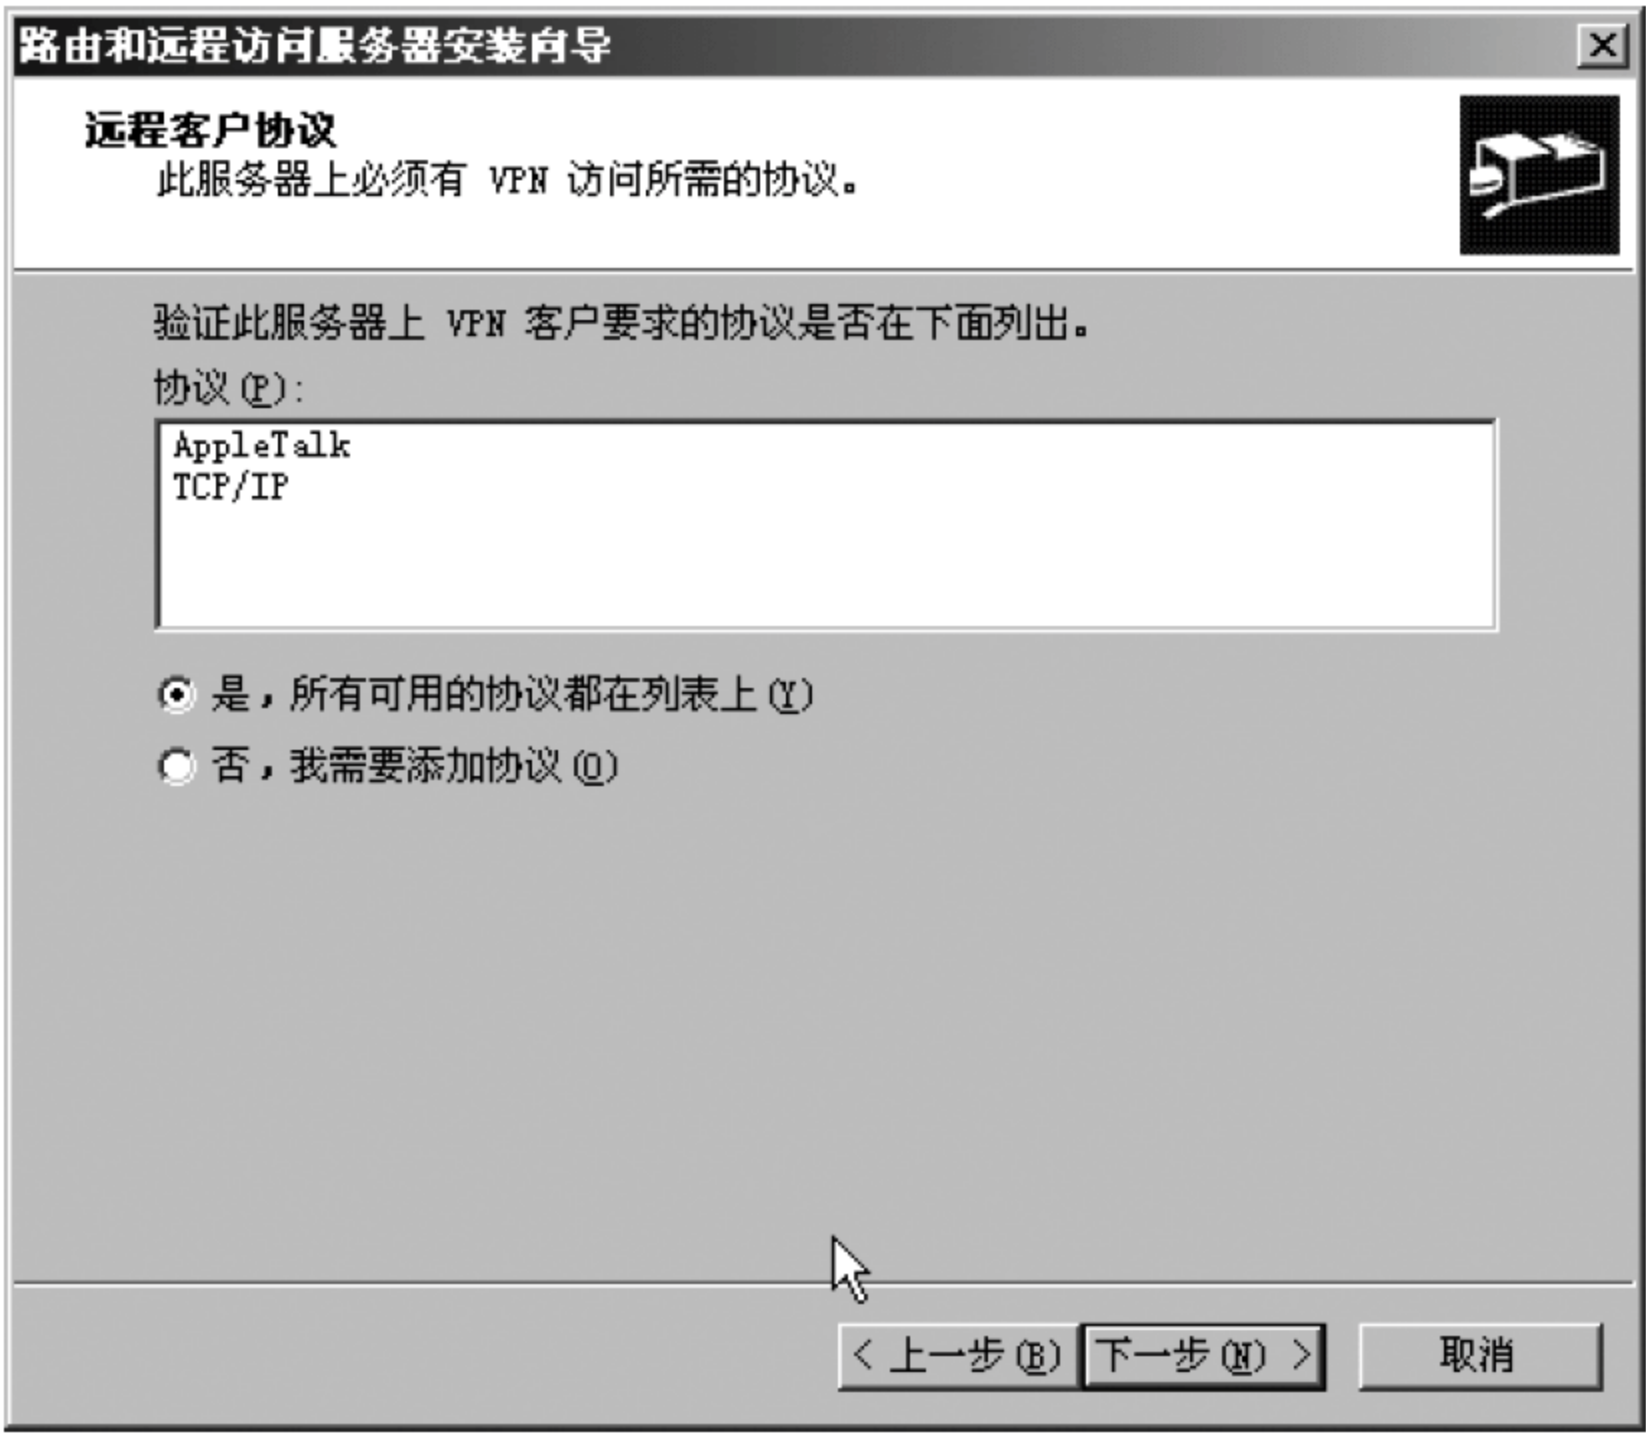 路由和远程访问服务器安装向导
远程客户协议
此服务器上必须有 VPN 访问所需的协议。
验证此服务器上 VPN 客户要求的协议是否在下面列出。
协议(P):
AppleTalk
TCP/IP
是，所有可用的协议都在列表上(Y)
否，我需要添加协议(O)
< 上一步(B) 下一步(N) > 取消